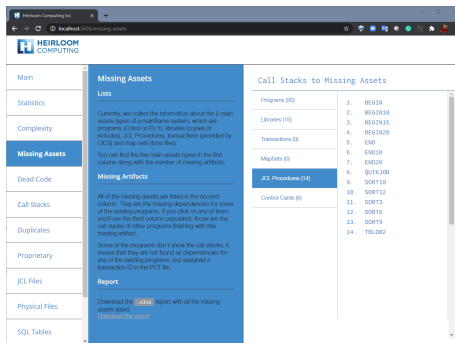 Heirloom Computing Inc
localhost:5556/missing-assets
HEIRLOOM
COMPUTING
Main
Statistics
Complexity
Missing Assets
Dead Code
Call Stacks
Duplicates
Proprietary
JCL Files
Physical Files
SQL Tables
Missing Assets
Lists
Currently, we collect the information about the 5 main
assets types of a mainframe system, which are-
programs (Cobol or PL/1), libraries (copies or
includes), JCL Procedures, transactions (provided by
CICS) and map sets (bms files).
You can find the five main assets types in the first
column along with the number of missing artifacts.
Missing Artifacts
All of the missing assets are listed in the second
column. They are the missing dependencies for some
of the existing programs. If you click on any of them
you'll see the third column populated: those are the
call stacks of other programs finishing with this
missing artifact.
Some of the programs don't show the call stacks. It
means that they are not found as dependencies for
any of the existing programs, but assigned a
transaction ID in the PCT file.
Report
Download the .xlsx report with all the missing
assets listed.
Download the report
Call Stacks to Missing Assets
Programs (20)
Libraries (15)
Transactions (0)
MapSets (0)
JCL Procedures (14)
Control Cards (6)
1. BEGIN
2. BEGIN10
3. BEGIN15
4. BEGIN20
5. END
6. END10
7. END20
8. QUIKJOB
9. SORT10
10. SORT12
11. SORT3
12. SORT6
13. SORT9
14. TBLDB2